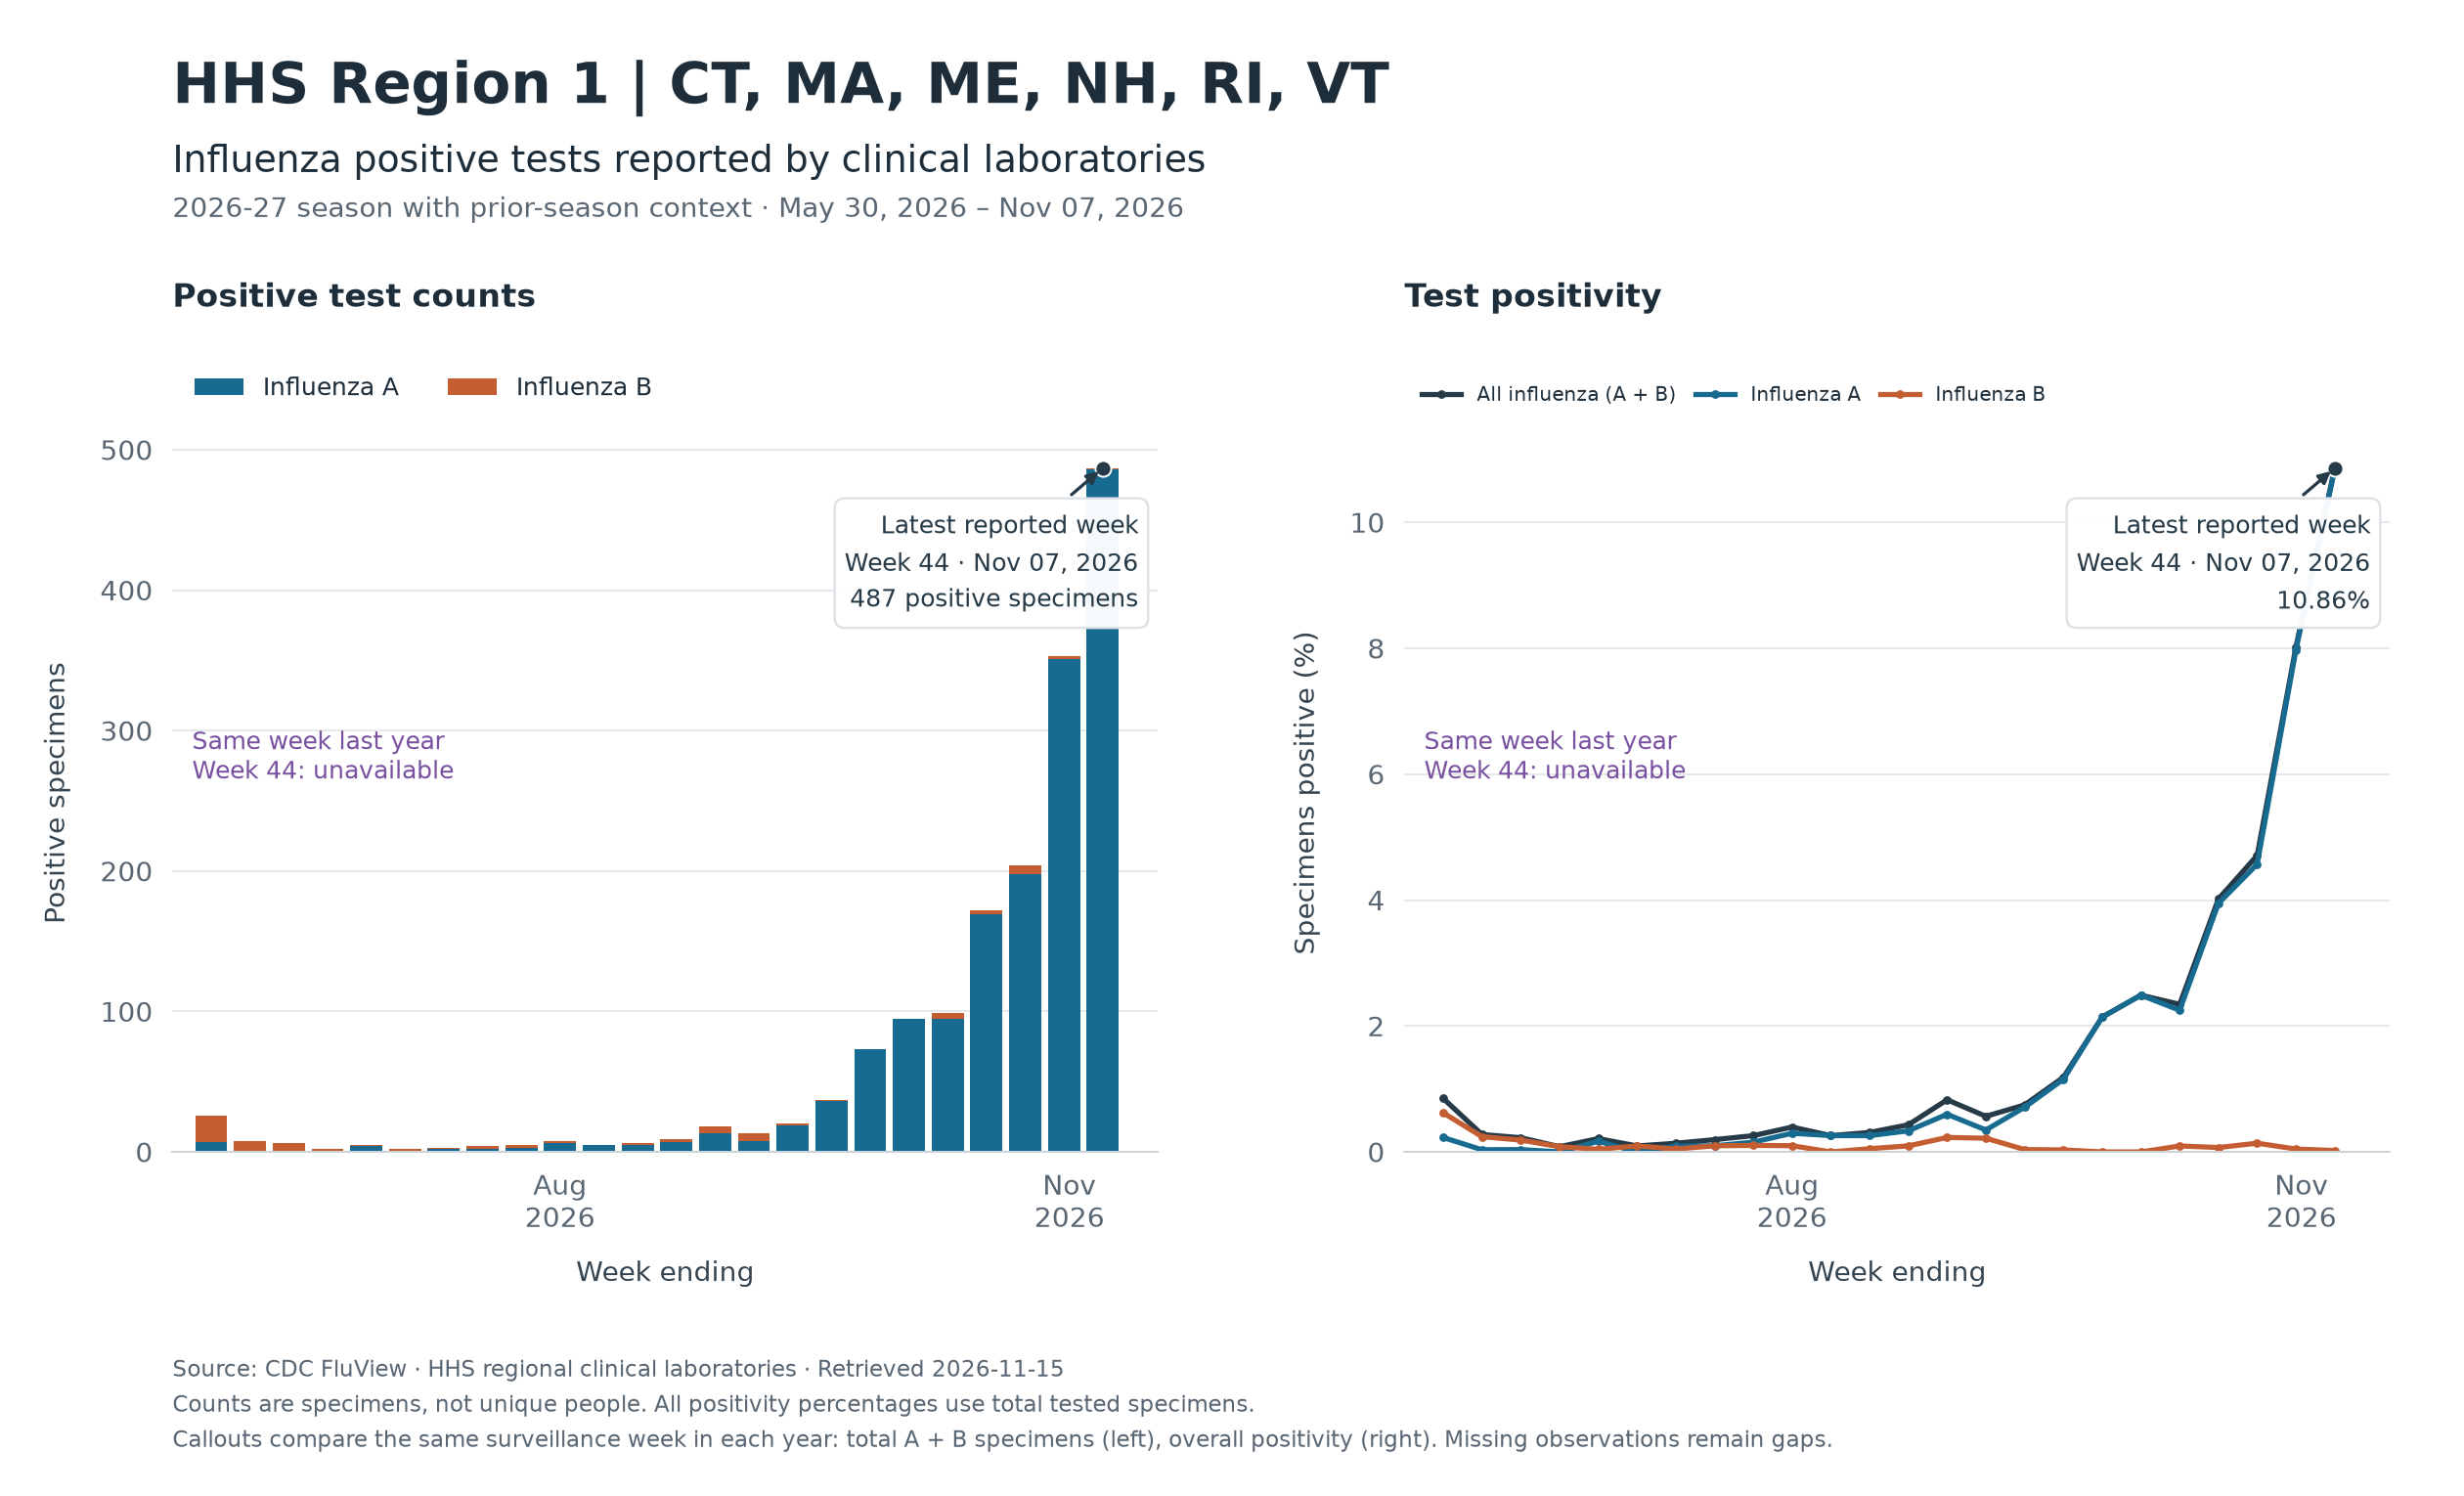 HHS Region 1 | CT, MA, ME, NH, RI, VT
Influenza positive tests reported by clinical laboratories
2026-27 season with prior-season context · May 30, 2026 – Nov 07, 2026
Positive test counts
Influenza A
Influenza B
500
400
300
200
100
0
Positive specimens
Latest reported week
Week 44 · Nov 07, 2026
487 positive specimens
Same week last year
Week 44: unavailable
Aug
2026
Nov
2026
Week ending
Test positivity
All influenza (A + B)
Influenza A
Influenza B
10
8
6
4
2
0
Specimens positive (%)
Latest reported week
Week 44 · Nov 07, 2026
10.86%
Same week last year
Week 44: unavailable
Aug
2026
Nov
2026
Week ending
Source: CDC FluView · HHS regional clinical laboratories · Retrieved 2026-11-15
Counts are specimens, not unique people. All positivity percentages use total tested specimens.
Callouts compare the same surveillance week in each year: total A + B specimens (left), overall positivity (right). Missing observations remain gaps.